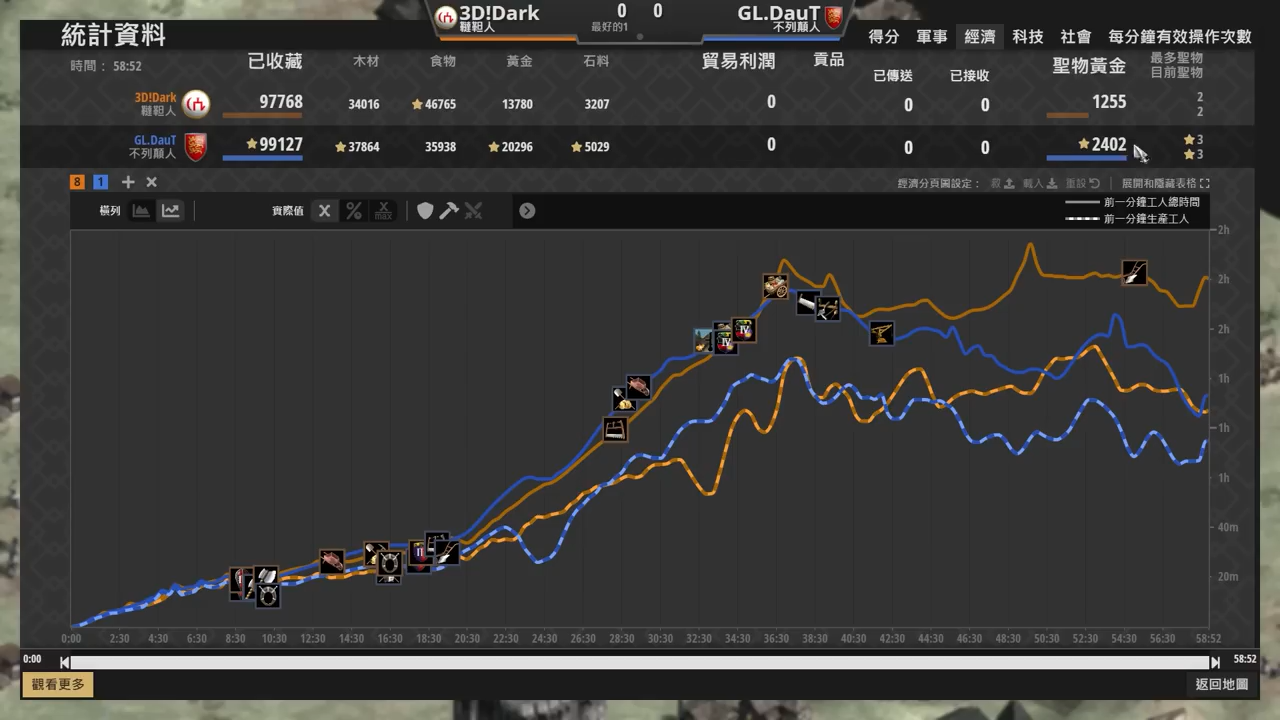 3D!Dark
韃靼人
0 0
最好的1
GL.DauT
不列顛人
統計資料
得分 軍事 經濟 科技 社會 每分鐘有效操作次數
時間： 58:52
已收藏 木材 食物 黃金 石料 貿易利潤 貢品 已傳送 已接收 聖物黃金 最多聖物
目前聖物
3D!Dark
韃靼人
97768 34016 46765 13780 3207 0 0 0 1255 2
2
GL.DauT
不列顛人
99127 37864 35938 20296 5029 0 0 0 2402 3
3
8 1
經濟分頁圖設定： 載入 重設 展開和隱藏表格
橫列 實際值 X % X
max
前一分鐘工人總時間
前一分鐘生產工人
2h
2h
2h
1h
1h
1h
40m
20m
II
IV
IV
0:00 2:30 4:30 6:30 8:30 10:30 12:30 14:30 16:30 18:30 20:30 22:30 24:30 26:30 28:30 30:30 32:30 34:30 36:30 38:30 40:30 42:30 44:30 46:30 48:30 50:30 52:30 54:30 56:30 58:52
0:00 58:52
觀看更多 返回地圖